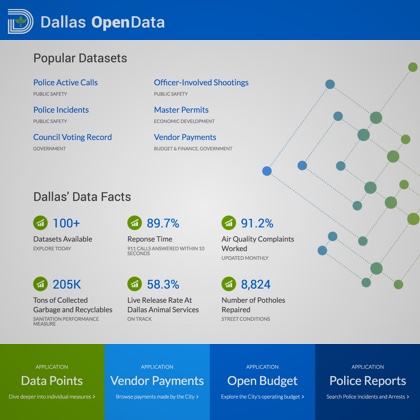 Dallas OpenData
Popular Datasets
Police Active Calls
PUBLIC SAFETY
Officer-Involved Shootings
PUBLIC SAFETY
Police Incidents
PUBLIC SAFETY
Master Permits
ECONOMIC DEVELOPMENT
Council Voting Record
GOVERNMENT
Vendor Payments
BUDGET & FINANCE, GOVERNMENT
Dallas' Data Facts
100+
Datasets Available
EXPLORE TODAY
89.7%
Reponse Time
911 CALLS ANSWERED WITHIN 10
SECONDS
91.2%
Air Quality Complaints
Worked
UPDATED MONTHLY
205K
Tons of Collected
Garbage and Recyclables
SANITATION PERFORMANCE
MEASURE
58.3%
Live Release Rate At
Dallas Animal Services
ON TRACK
8,824
Number of Potholes
Repaired
STREET CONDITIONS
APPLICATION
Data Points
Dive deeper into individual measures >
APPLICATION
Vendor Payments
Browse payments made by the City >
APPLICATION
Open Budget
Explore the City's operating budget >
APPLICATION
Police Reports
Search Police Incidents and Arrests >